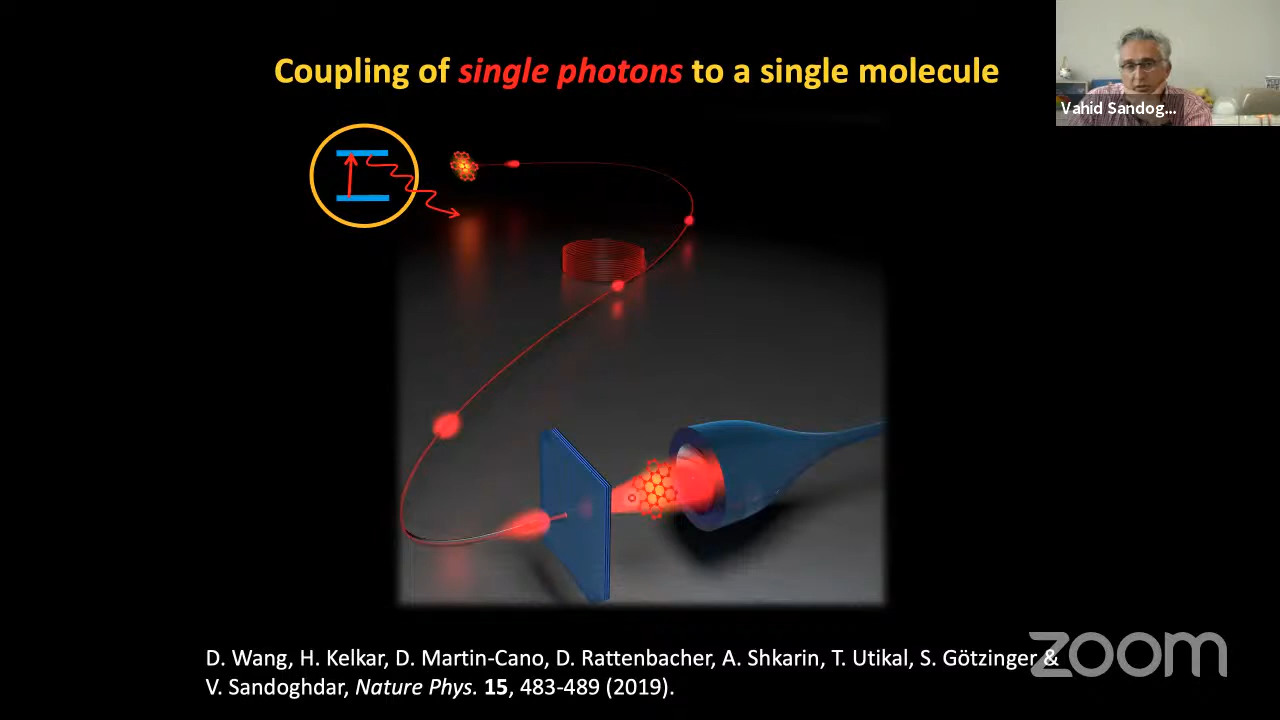 Coupling of single photons to a single molecule
Vahid Sandog...
D. Wang, H. Kelkar, D. Martin-Cano, D. Rattenbacher, A. Shkarin, T. Utikal, S. Götzinger &
V. Sandoghdar, Nature Phys. 15, 483-489 (2019).
zoom